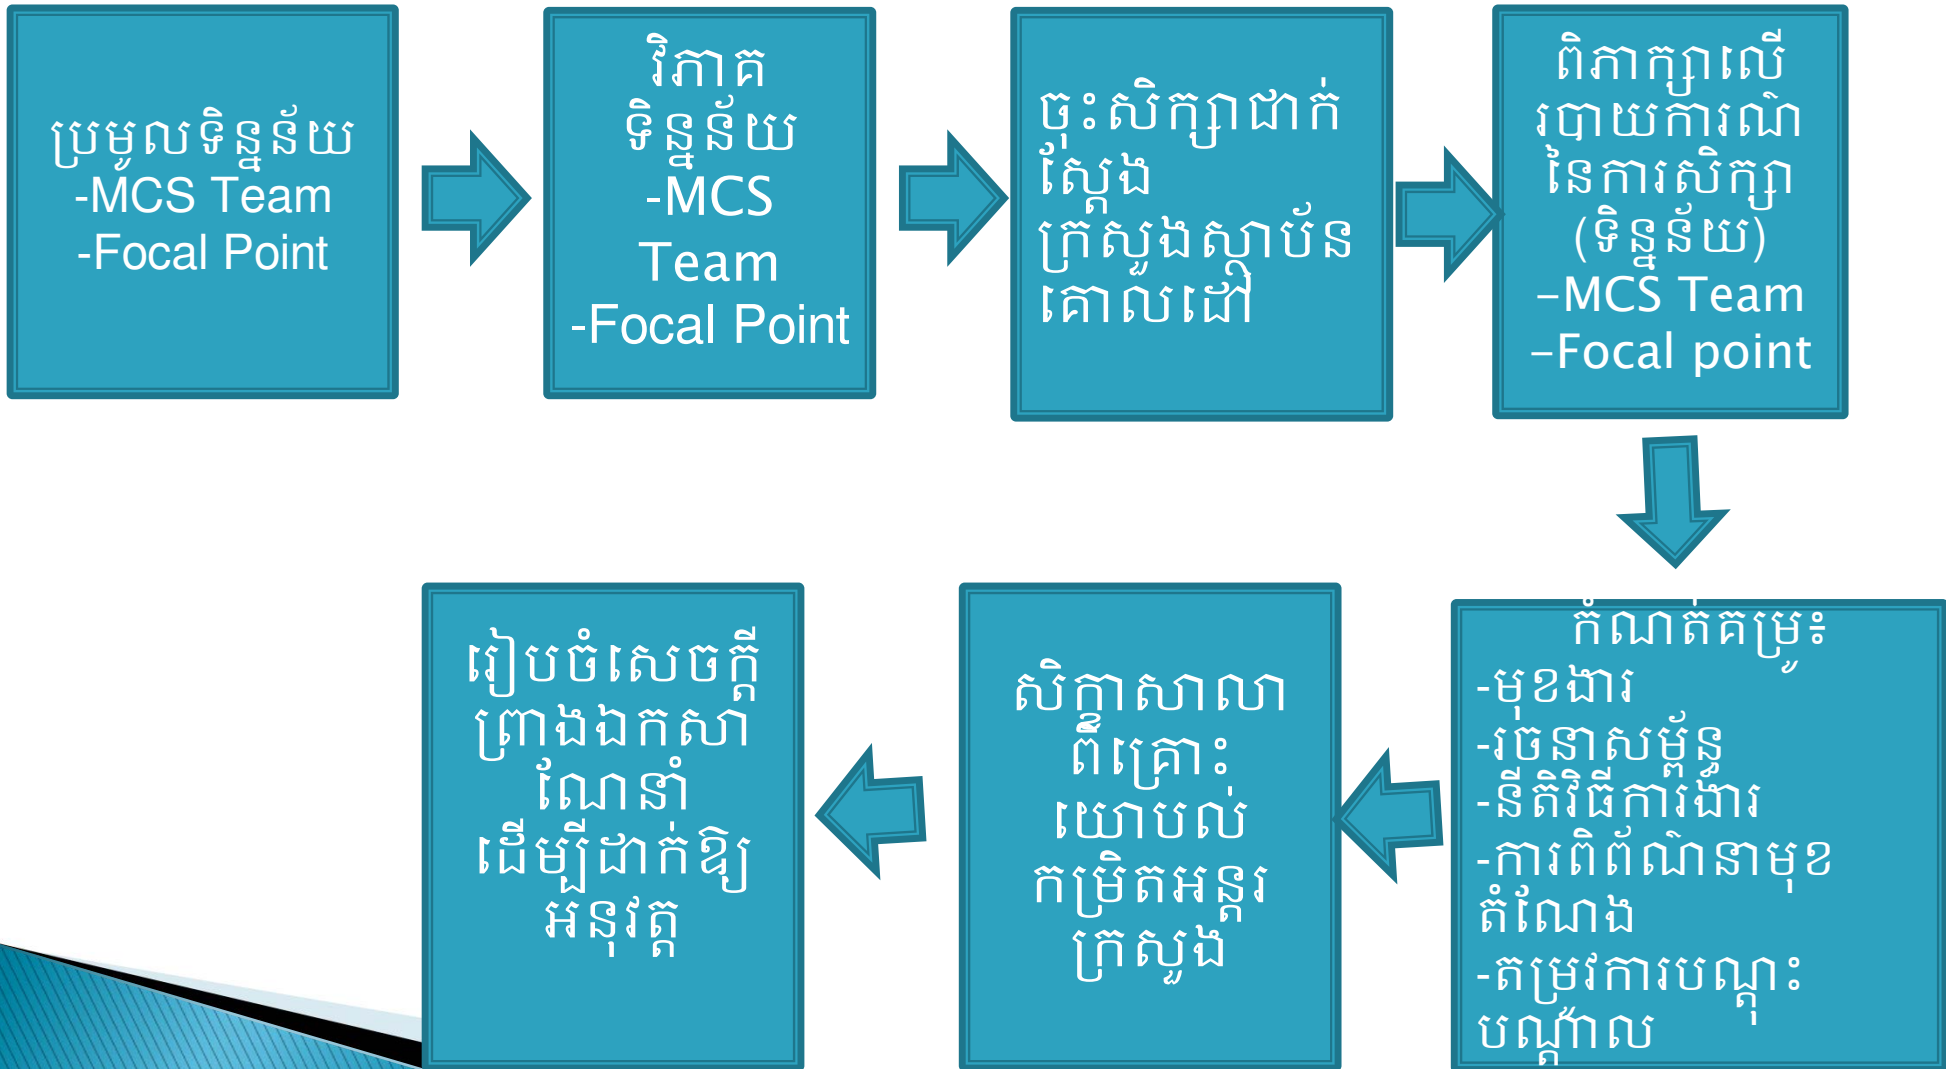 ប្រមូលទិន្នន័យ
-MCS Team
-Focal Point
វិភាគ
ទិន្នន័យ
-MCS
Team
-Focal Point
ចុះសិក្សាជាក់
ស្តែង
ក្រសួងស្ថាប័ន
គោលដៅ
ពិភាក្សាលើ
របាយការណ៍
នៃការសិក្សា
(ទិន្នន័យ)
–MCS Team
–Focal point
កំណត់គម្រូ៖
-មុខងារ
-រចនាសម្ព័ន្ធ
-នីតិវិធីការងារ
-ការពិព័ណ៌នាមុខ
តំណែង
-តម្រូវការបណ្តុះ
បណ្តាល
សិក្ខាសាលា
ពិគ្រោះ
យោបល់
កម្រិតអន្តរ
ក្រសួង
រៀបចំសេចក្តី
ព្រាងឯកសា
ណែនាំ
ដើម្បីដាក់ឱ្យ
អនុវត្ត